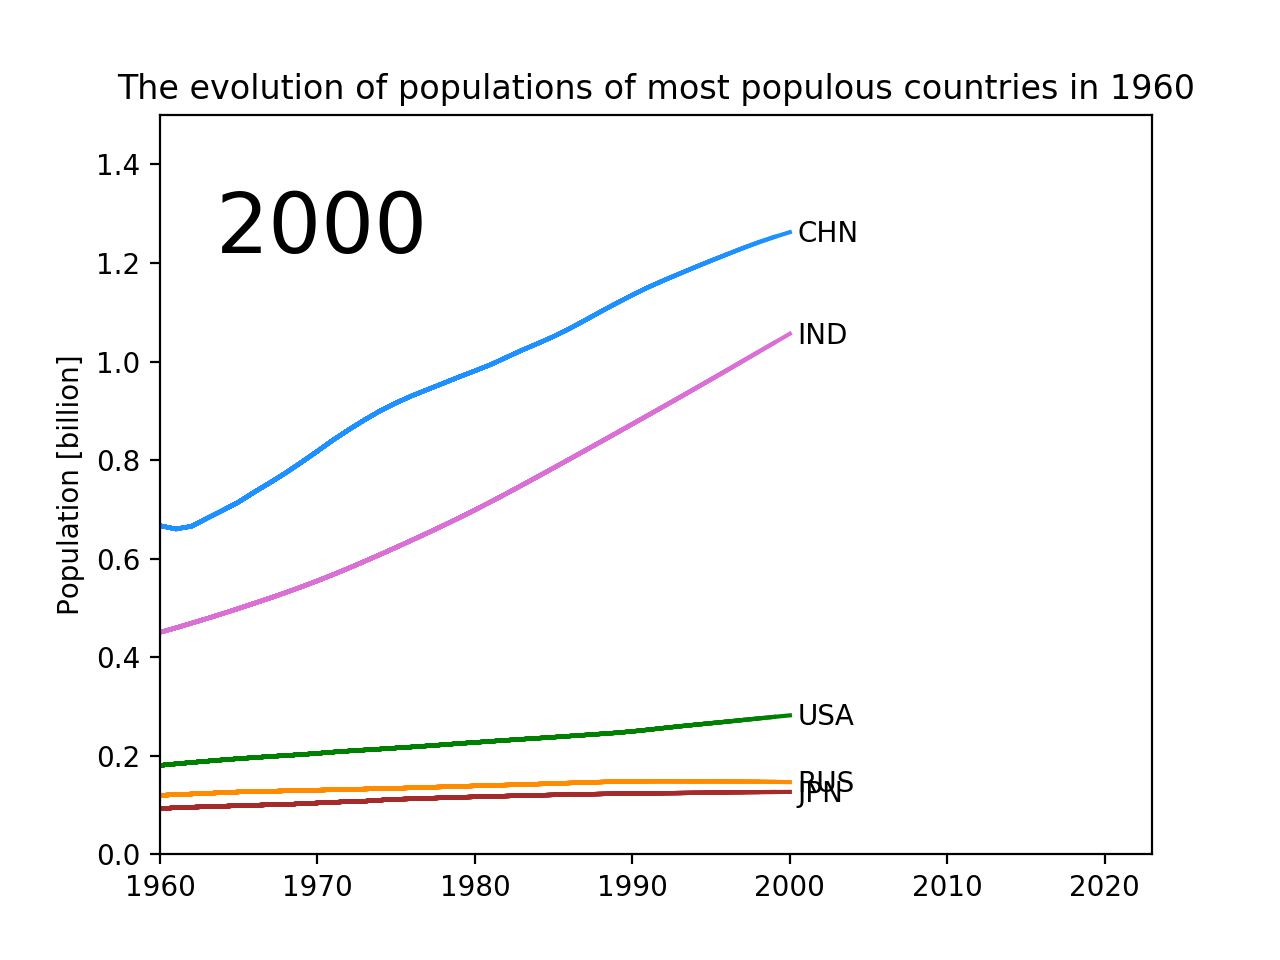 The evolution of populations of most populous countries in 1960
2000
Population [billion]
1.4
1.2
1.0
0.8
0.6
0.4
0.2
0.0
CHN
IND
USA
RUS
JPN
1960 1970 1980 1990 2000 2010 2020